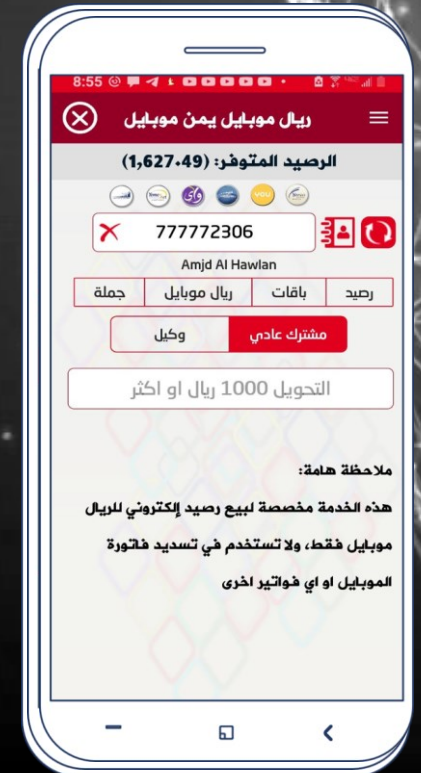 8:55
ريال موبايل يمن موبايل
الرصيد المتوفر: (1,627.49)
you
واي
777772306
Amjd Al Hawlan
رصيد
باقات
ريال موبايل
جملة
مشترك عادي
وكيل
التحويل 1000 ريال او اكثر
ملاحظة هامة:
هذه الخدمة مخصصة لبيع رصيد إلكتروني للريال
موبايل فقط، ولا تستخدم في تسديد فاتورة
الموبايل او اي فواتير اخرى